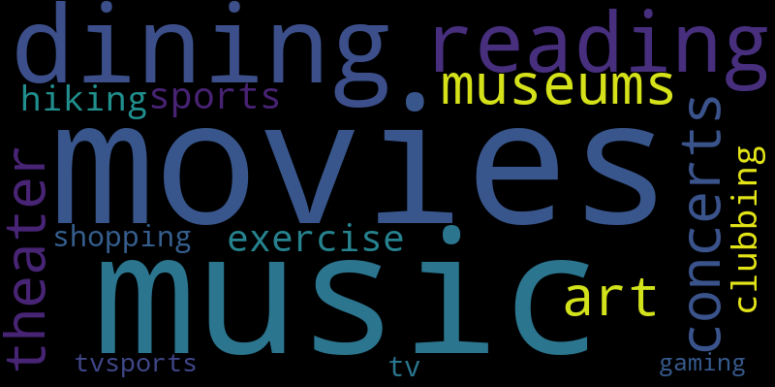 dining
reading
hiking
sports
museums
movies
theater
concerts
clubbing
shopping
exercise
music
art
tvsports
tv
gaming